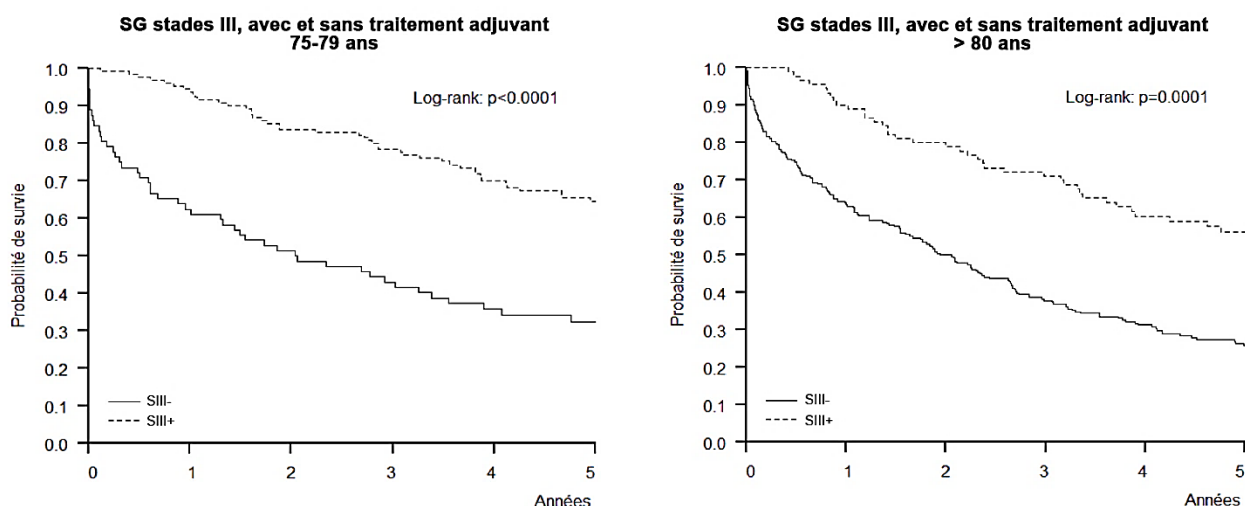 SG stades III, avec et sans traitement adjuvant
75-79 ans
Probabilité de survie
1.0
0.9
0.8
0.7
0.6
0.5
0.4
0.3
0.2
0.1
0.0
Log-rank: p<0.0001
SIII-
SIII+
0 1 2 3 4 5
Années
SG stades III, avec et sans traitement adjuvant
> 80 ans
Probabilité de survie
1.0
0.9
0.8
0.7
0.6
0.5
0.4
0.3
0.2
0.1
0.0
Log-rank: p=0.0001
SIII-
SIII+
0 1 2 3 4 5
Années